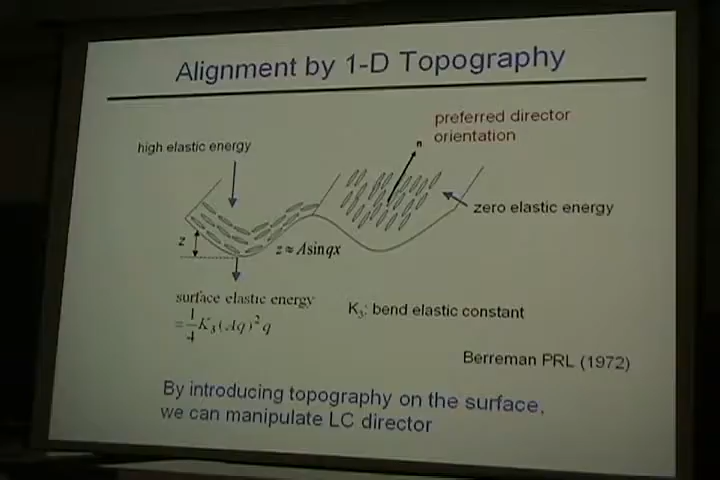 Alignment by 1-D Topography
preferred director
orientation
high elastic energy
n
zero elastic energy
z
z≈Asinqx
surface elastic energy
=1/4 K₃(Aq)²q
K₃: bend elastic constant
Berreman PRL (1972)
By introducing topography on the surface,
we can manipulate LC director